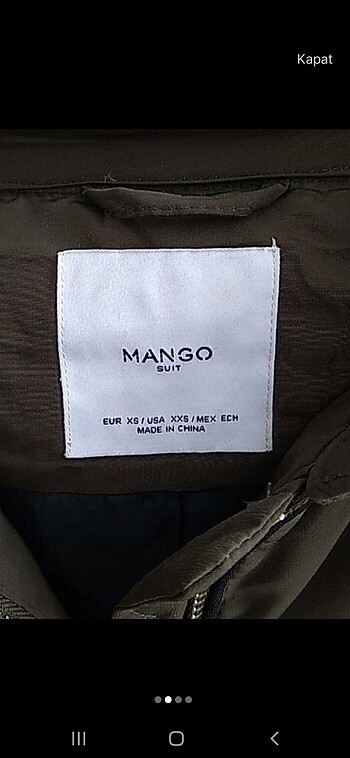 Kapat
MANGO
SUIT
EUR XS / USA XXS / MEX ECH
MADE IN CHINA